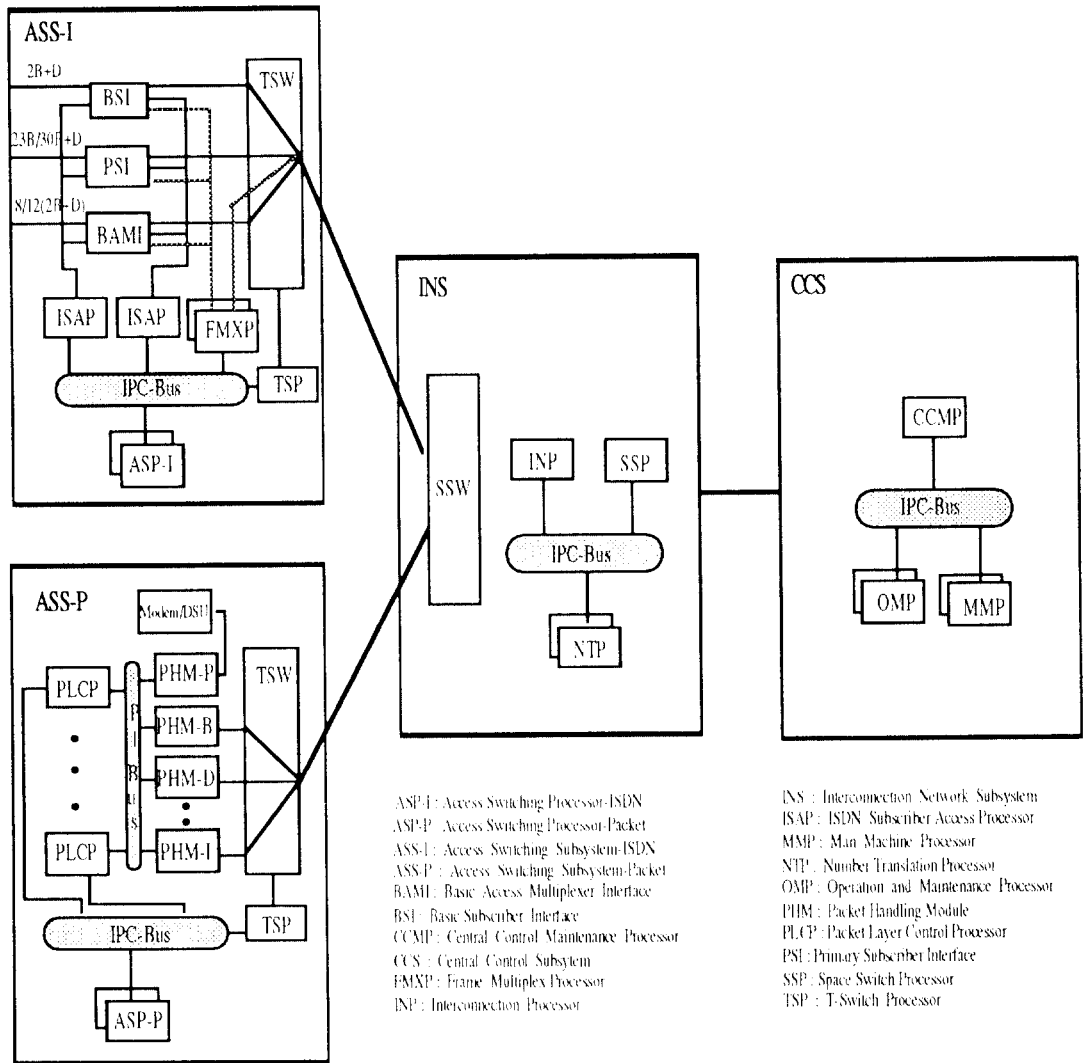 ASS-I
2B+D
TSW
BSI
23B/30B+D
PSI
8/12(2B+D)
BAMI
ISAP
ISAP
FMXP
IPC-Bus
TSP
ASP-I
INS
SSW
INP
SSP
IPC-Bus
NTP
CCS
CCMP
IPC-Bus
OMP
MMP
ASS-P
Modem/DSU
PLCP
PHM-P
TSW
PHM-B
PHM-D
PLCP
PHM-I
IPC-Bus
TSP
ASP-P
ASP-I : Access Switching Processor-ISDN
ASP-P : Access Switching Processor-Packet
ASS-I : Access Switching Subsystem-ISDN
ASS-P : Access Switching Subsystem-Packet
BAMI : Basic Access Multiplexer Interface
BSI : Basic Subscriber Interface
CCMP : Central Control Maintenance Processor
CCS : Central Control Subsytem
FMXP : Frame Multiplex Processor
INP : Interconnection Processor
INS : Interconnection Network Subsystem
ISAP : ISDN Subscriber Access Processor
MMP : Man Machine Processor
NTP : Number Translation Processor
OMP : Operation and Maintenance Processor
PHM : Packet Handling Module
PLCP : Packet Layer Control Processor
PSI : Primary Subscriber Interface
SSP : Space Switch Processor
TSP : T-Switch Processor